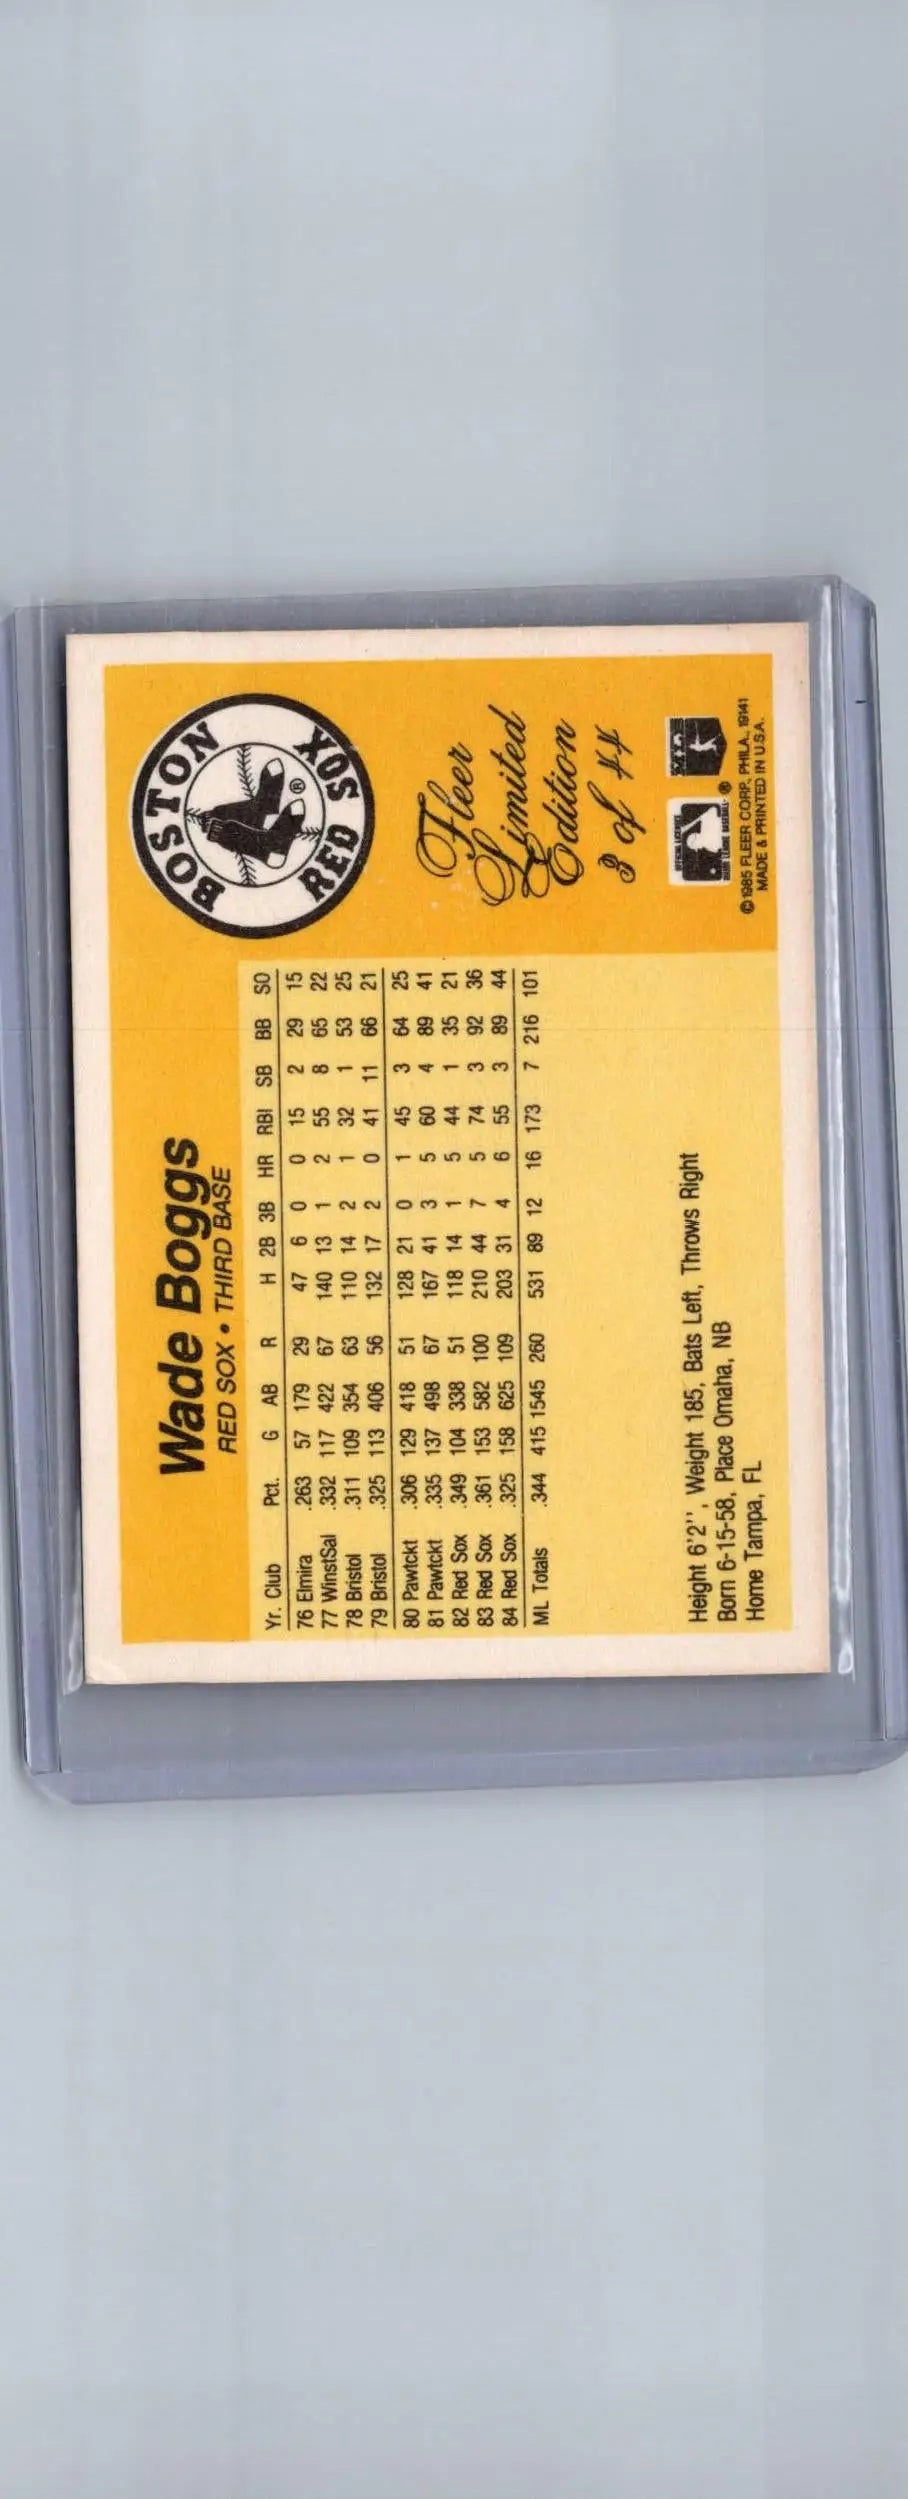 Wade Boggs
RED SOX • THIRD BASE
BOSTON
RED SOX
®
Yr. Club Pct. G AB R H 2B 3B HR RBI SB BB SO
76 Elmira .263 57 179 29 47 6 0 0 15 2 29 15
77 WinstSal .332 117 422 67 140 13 1 2 55 8 65 22
78 Bristol .311 109 354 63 110 14 2 1 32 1 53 25
79 Bristol .325 113 406 56 132 17 2 0 41 11 66 21
80 Pawtckt .306 129 418 51 128 21 0 1 45 3 64 25
81 Pawtckt .335 137 498 67 167 41 3 5 60 4 89 41
82 Red Sox .349 104 338 51 118 14 1 5 44 1 35 21
83 Red Sox .361 153 582 100 210 44 7 5 74 3 92 36
84 Red Sox .325 158 625 109 203 31 4 6 55 3 89 44
ML Totals .344 415 1545 260 531 89 12 16 173 7 216 101
Fleer
Limited
Edition
3 of 44
Height 6'2", Weight 185, Bats Left, Throws Right
Born 6-15-58, Place Omaha, NB
Home Tampa, FL
®
©1985 FLEER CORP., PHILA., 19141
MADE & PRINTED IN U.S.A.